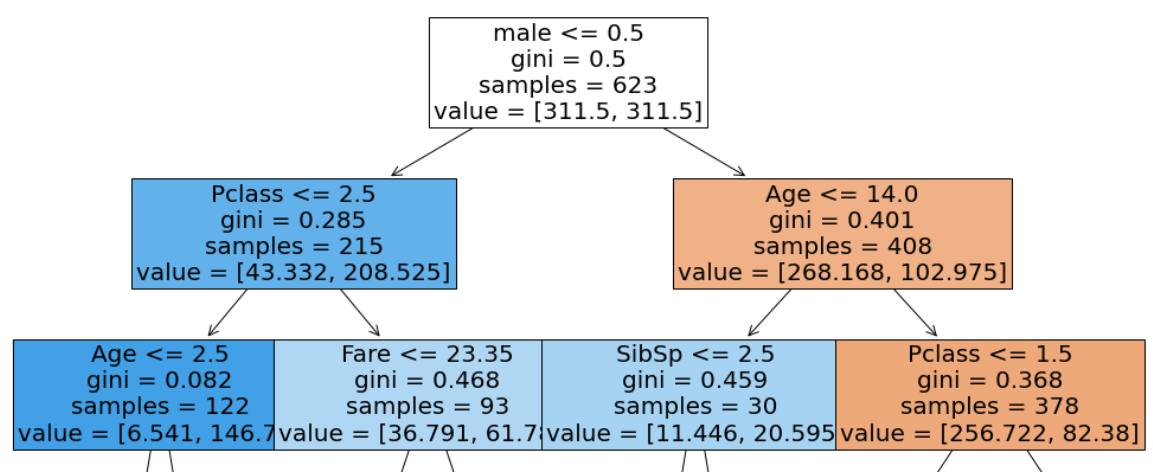 male <= 0.5
gini = 0.5
samples = 623
value = [311.5, 311.5]
Pclass <= 2.5
gini = 0.285
samples = 215
value = [43.332, 208.525]
Age <= 14.0
gini = 0.401
samples = 408
value = [268.168, 102.975]
Age <= 2.5
gini = 0.082
samples = 122
value = [6.541, 146.7
Fare <= 23.35
gini = 0.468
samples = 93
value = [36.791, 61.7
SibSp <= 2.5
gini = 0.459
samples = 30
value = [11.446, 20.595
Pclass <= 1.5
gini = 0.368
samples = 378
value = [256.722, 82.38]